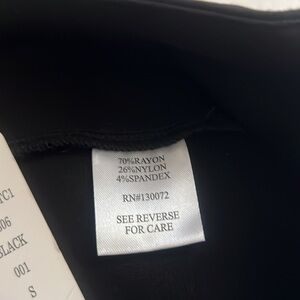 70%RAYON
26%NYLON
4%SPANDEX
RN#130072
SEE REVERSE
FOR CARE
BLACK
001
S